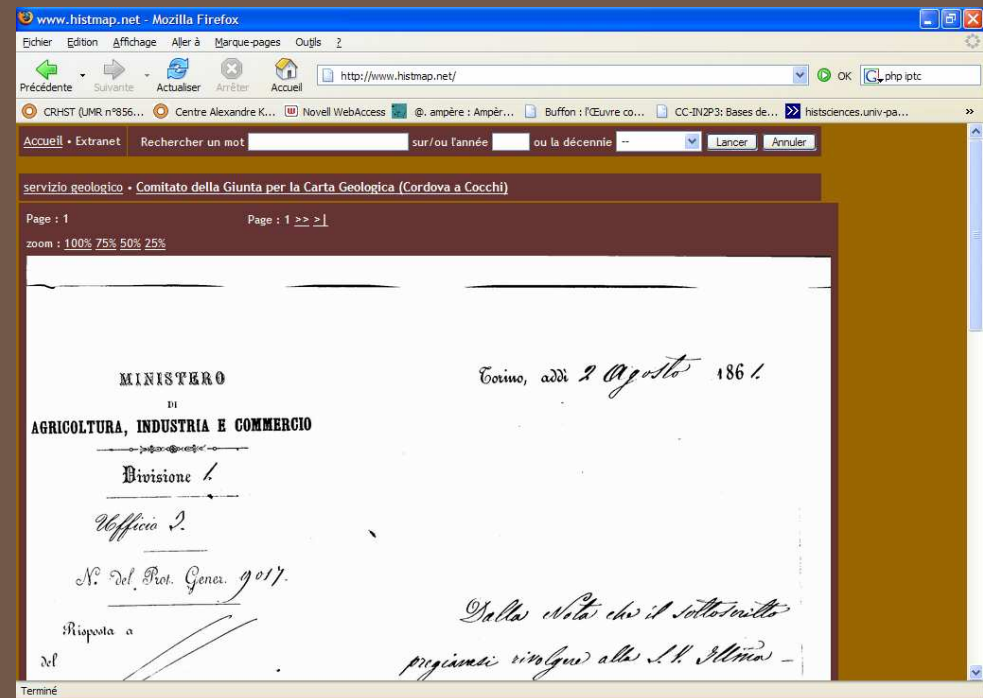 www.histmap.net - Mozilla Firefox
Fichier Edition Affichage Aller à Marque-pages Outils ?
Précédente Suivante Actualiser Arrêter Accueil http://www.histmap.net/ OK G php iptc
CRHST (UMR n°856... Centre Alexandre K... Novell WebAccess @. ampère : Ampèr... Buffon : l'Œuvre co... CC-IN2P3: Bases de... histsciences.univ-pa... »
Accueil • Extranet Rechercher un mot sur/ou l'année ou la décennie -- Lancer Annuler
servizio geologico • Comitato della Giunta per la Carta Geologica (Cordova a Cocchi)
Page : 1 Page : 1 >> >|
zoom : 100% 75% 50% 25%
Torino, addì 2 Agosto 1861.
MINISTERO
DI
AGRICOLTURA, INDUSTRIA E COMMERCIO
Divisione 1.
Ufficio 2.
N.° del Prot. Gener. 9017.
Risposta a
del
Dalla Nota che il sottoscritto
pregiavasi rivolgere alla S. V. Illma -
Terminé